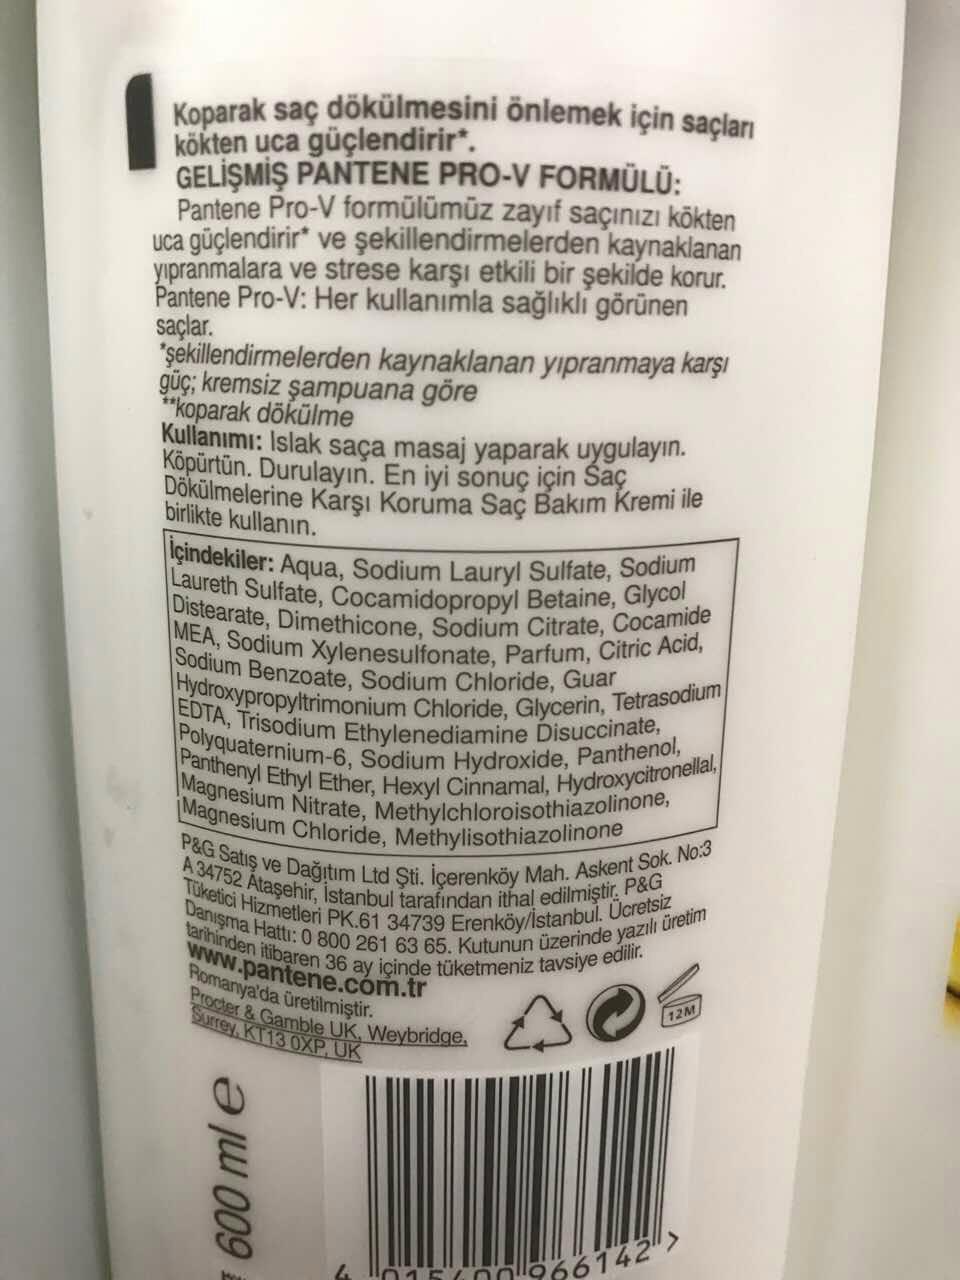 Koparak saç dökülmesini önlemek için saçları
kökten uca güçlendirir*.
GELİŞMİŞ PANTENE PRO-V FORMÜLÜ:
Pantene Pro-V formülümüz zayıf saçınızı kökten
uca güçlendirir* ve şekillendirmelerden kaynaklanan
yıpranmalara ve strese karşı etkili bir şekilde korur.
Pantene Pro-V: Her kullanımla sağlıklı görünen
saçlar.
*şekillendirmelerden kaynaklanan yıpranmaya karşı
güç; kremsiz şampuana göre
**koparak dökülme
Kullanımı: Islak saça masaj yaparak uygulayın.
Köpürtün. Durulayın. En iyi sonuç için Saç
Dökülmelerine Karşı Koruma Saç Bakım Kremi ile
birlikte kullanın.
İçindekiler: Aqua, Sodium Lauryl Sulfate, Sodium
Laureth Sulfate, Cocamidopropyl Betaine, Glycol
Distearate, Dimethicone, Sodium Citrate, Cocamide
MEA, Sodium Xylenesulfonate, Parfum, Citric Acid,
Sodium Benzoate, Sodium Chloride, Guar
Hydroxypropyltrimonium Chloride, Glycerin, Tetrasodium
EDTA, Trisodium Ethylenediamine Disuccinate,
Polyquaternium-6, Sodium Hydroxide, Panthenol,
Panthenyl Ethyl Ether, Hexyl Cinnamal, Hydroxycitronellal,
Magnesium Nitrate, Methylchloroisothiazolinone,
Magnesium Chloride, Methylisothiazolinone
P&G Satış ve Dağıtım Ltd Şti. İçerenköy Mah. Askent Sok. No:3
A 34752 Ataşehir, İstanbul tarafından ithal edilmiştir. P&G
Tüketici Hizmetleri PK.61 34739 Erenköy/İstanbul. Ücretsiz
Danışma Hattı: 0 800 261 63 65. Kutunun üzerinde yazılı üretim
tarihinden itibaren 36 ay içinde tüketmeniz tavsiye edilir.
www.pantene.com.tr
Romanya'da üretilmiştir.
Procter & Gamble UK, Weybridge,
Surrey, KT13 0XP, UK
12M
600 ml e
4 015400 966142 >